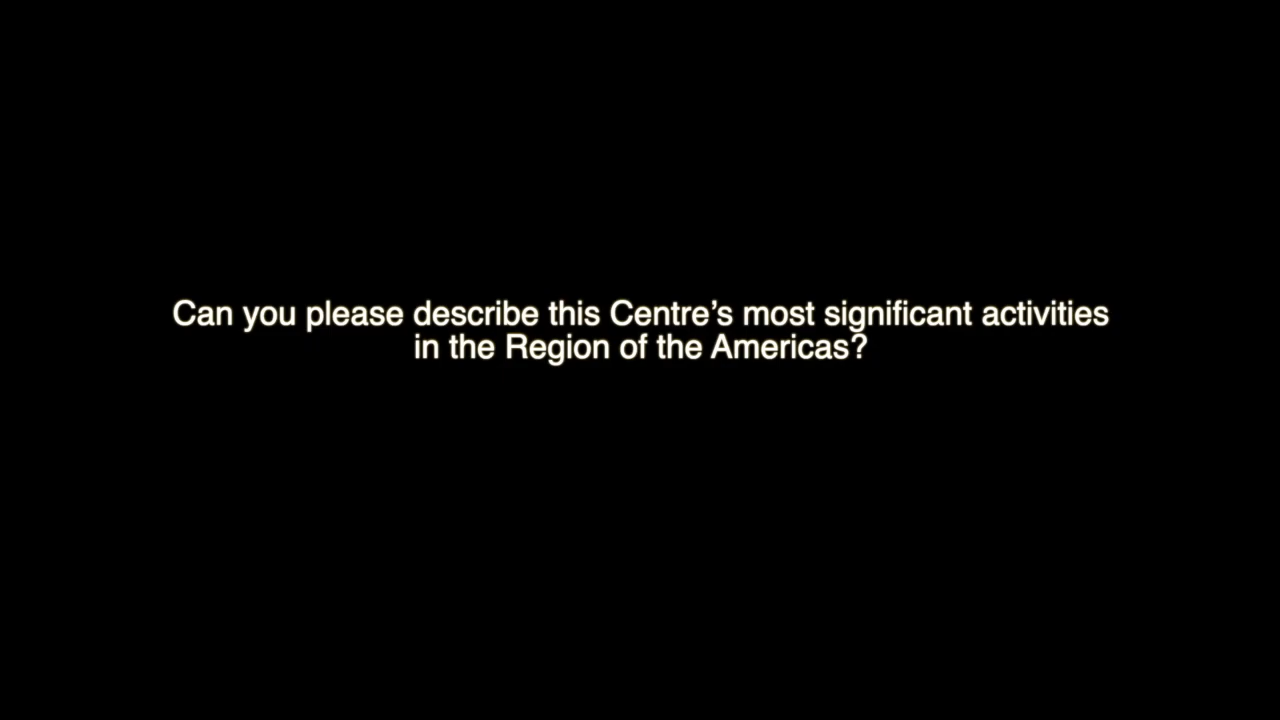 Can you please describe this Centre’s most significant activities
in the Region of the Americas?